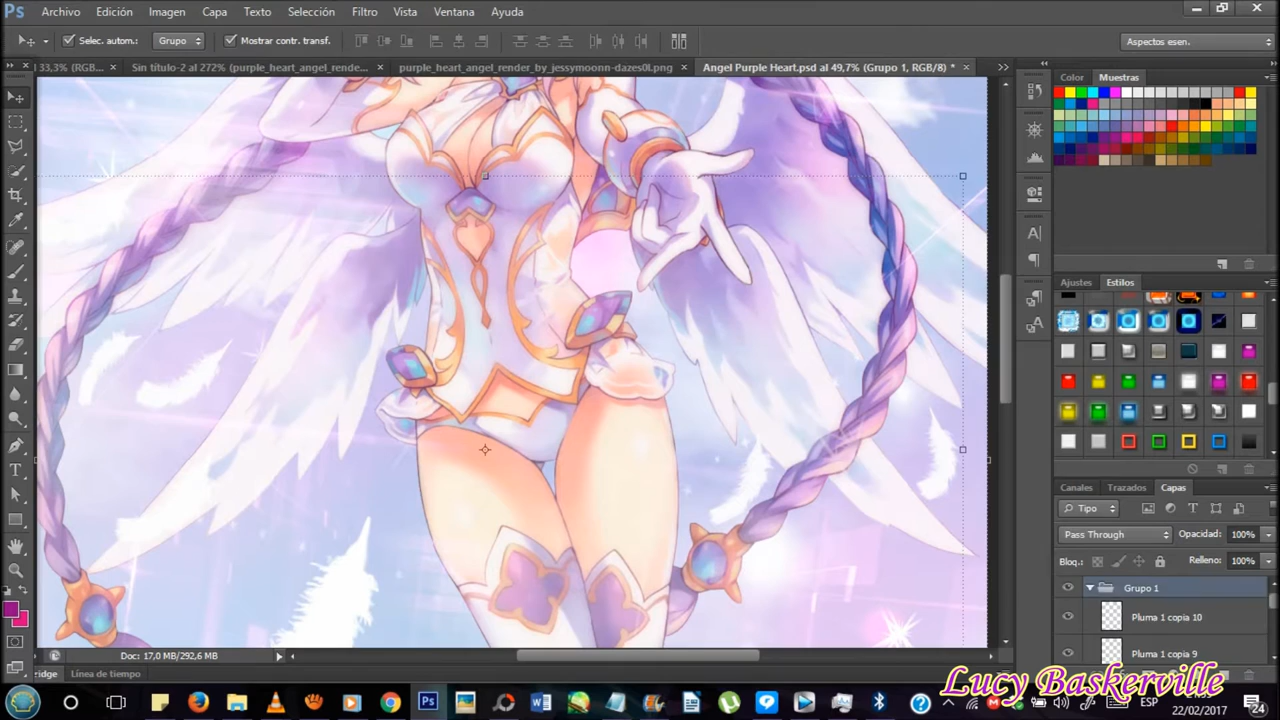 Ps Archivo Edición Imagen Capa Texto Selección Filtro Vista Ventana Ayuda
Selec. autom.: Grupo Mostrar contr. transf. Aspectos esen.
33,3% (RGB... × Sin título-2 al 272% (purple_heart_angel_rende... × purple_heart_angel_render_by_jessymoonn-dazes0l.png × Angel Purple Heart.psd al 49,7% (Grupo 1, RGB/8) * ×
Color Muestras
Ajustes Estilos
Canales Trazados Capas
Tipo
Pass Through Opacidad: 100%
Bloq.: Relleno: 100%
Grupo 1
Pluma 1 copia 10
Pluma 1 copia 9
Doc: 17,0 MB/292,6 MB
ridge Línea de tiempo
Lucy Baskerville
ESP
22/02/2017
24